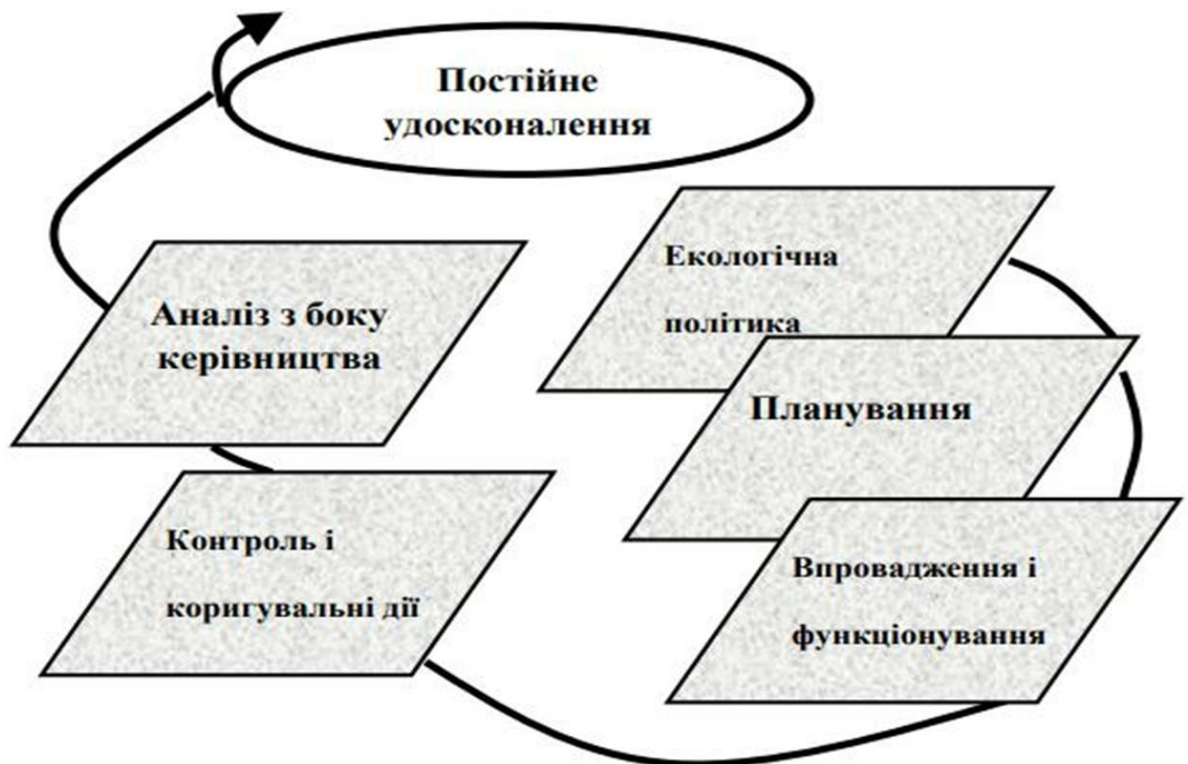 Постійне
удосконалення
Екологічна
політика
Планування
Впровадження і
функціонування
Контроль і
коригувальні дії
Аналіз з боку
керівництва